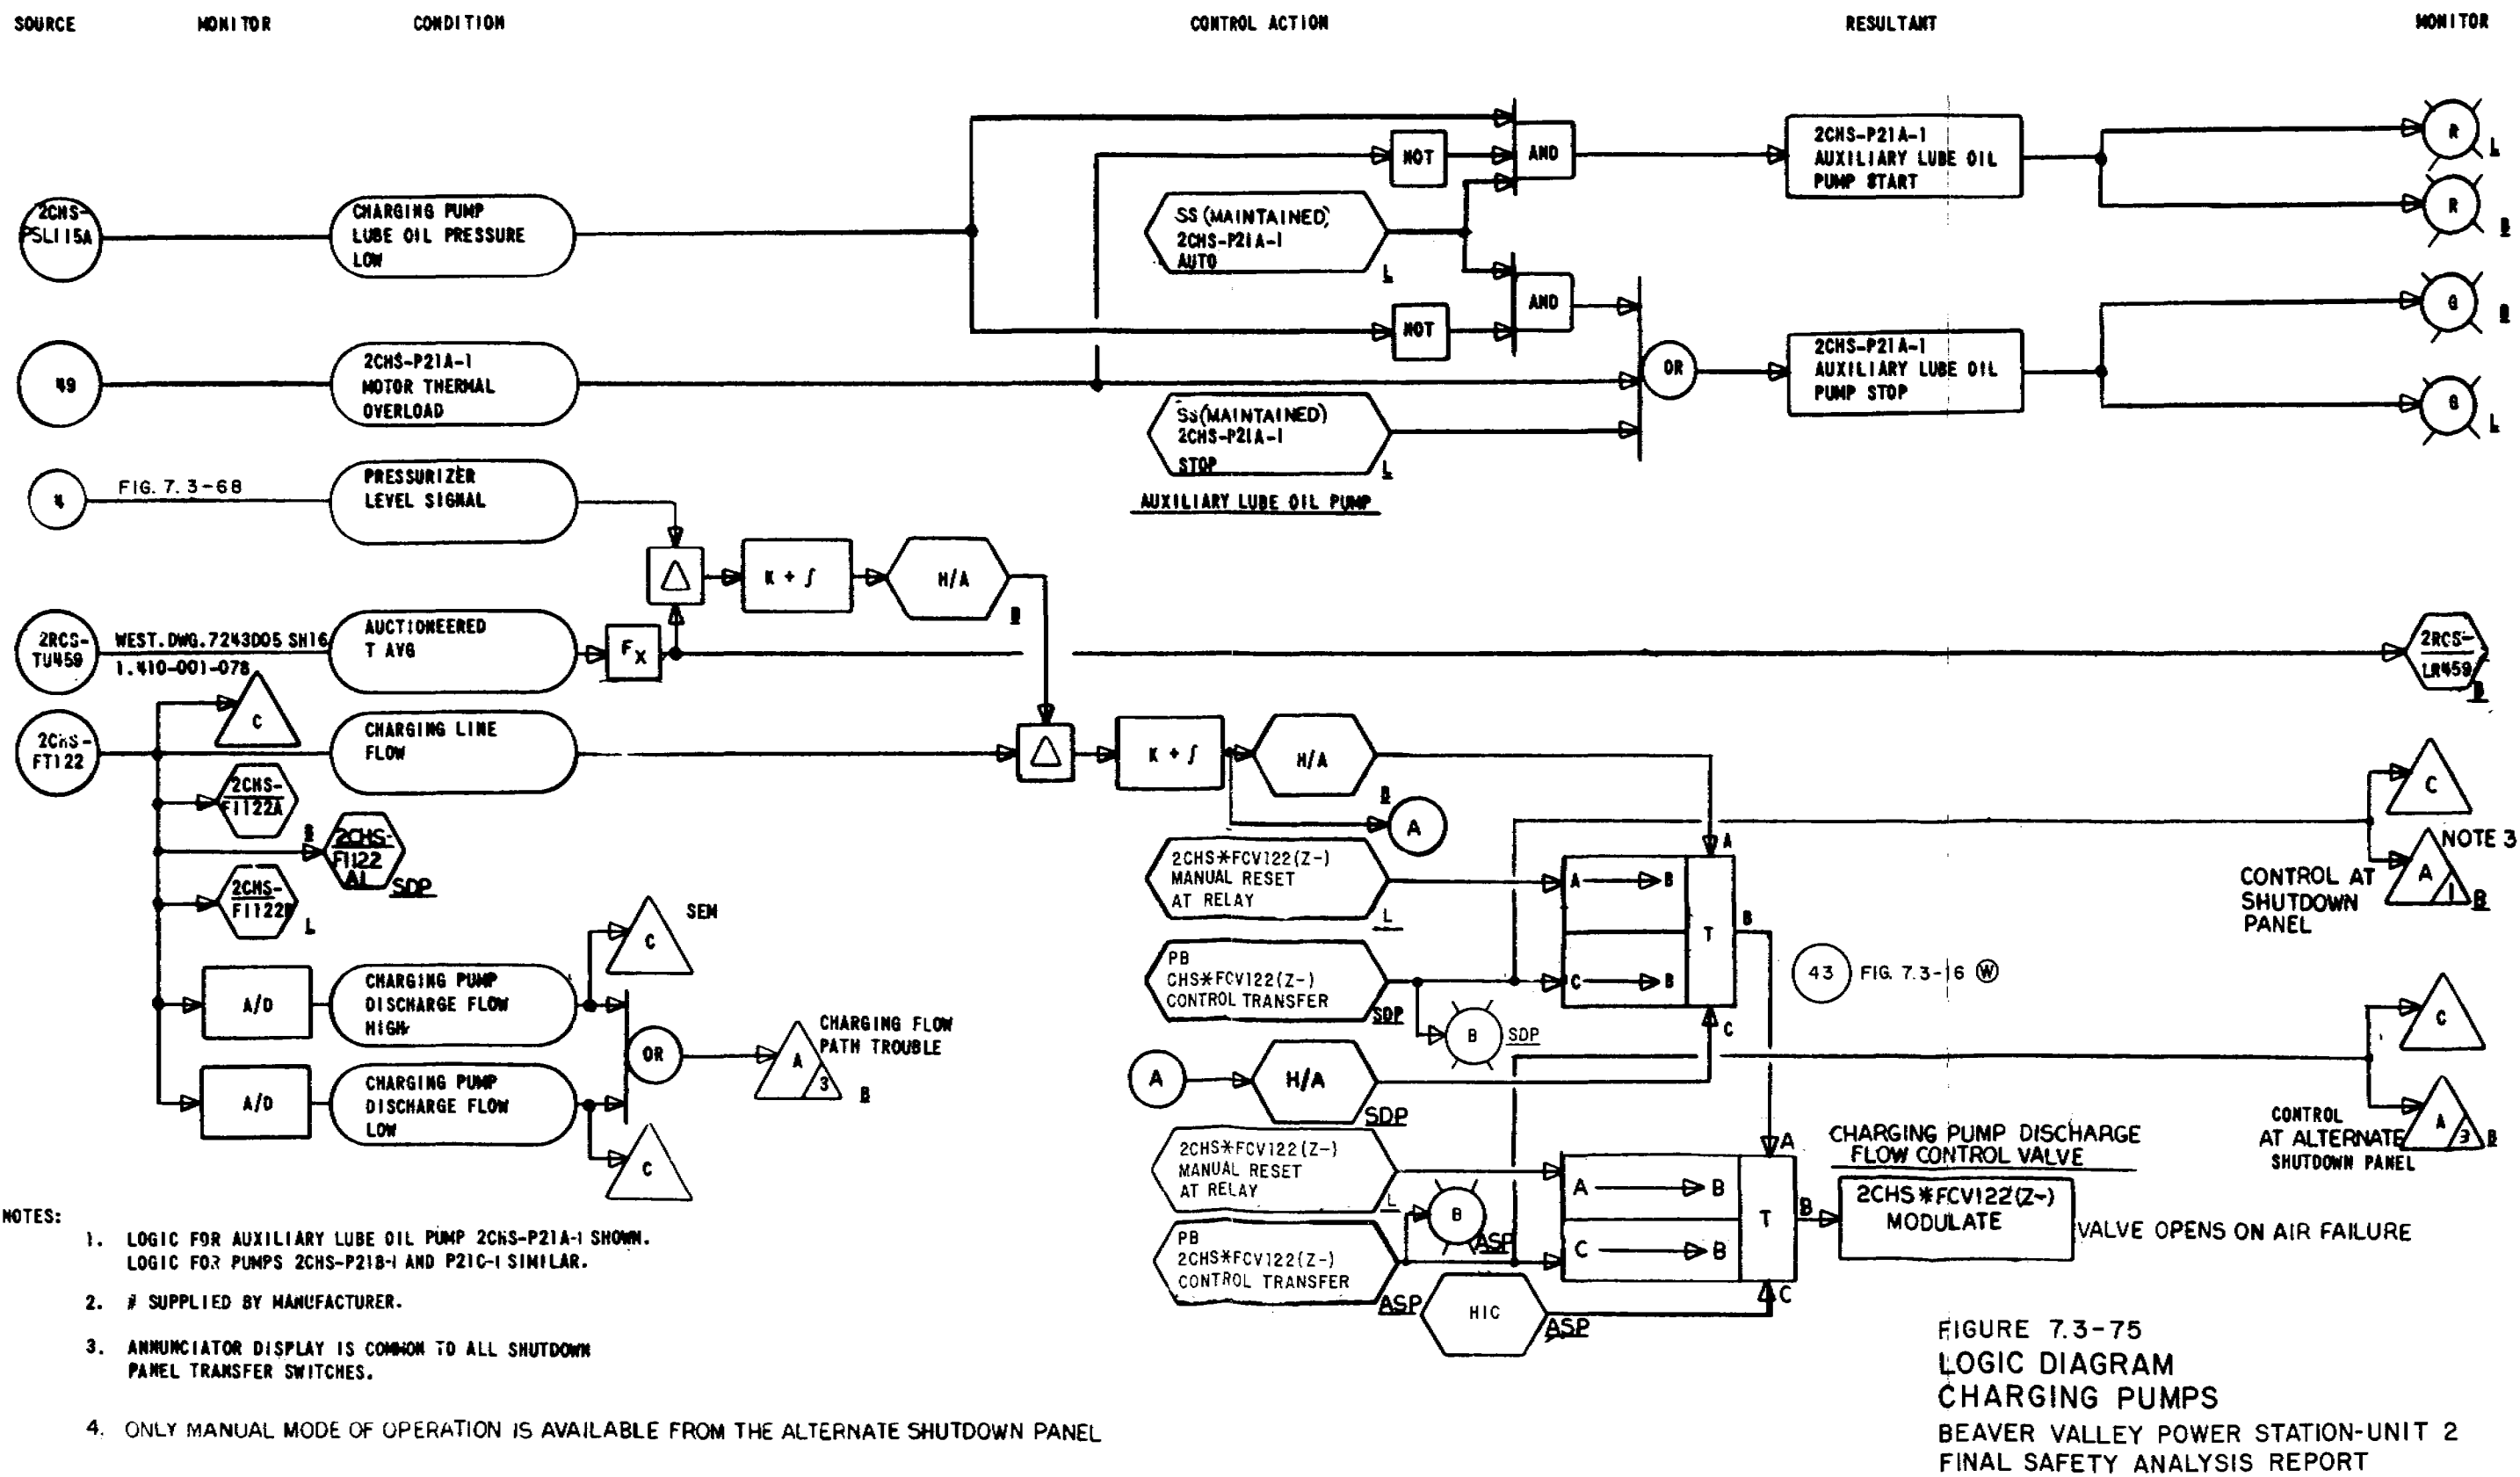 SOURCE MONITOR CONDITION CONTROL ACTION RESULTANT MONITOR
2CHS-
PSL115A
CHARGING PUMP
LUBE OIL PRESSURE
LOW
NOT
AND
SS (MAINTAINED)
2CHS-P21A-1
AUTO
L
2CHS-P21A-1
AUXILIARY LUBE OIL
PUMP START
R
L
R
B
49
2CHS-P21A-1
MOTOR THERMAL
OVERLOAD
NOT
AND
OR
SS(MAINTAINED)
2CHS-P21A-1
STOP
L
AUXILIARY LUBE OIL PUMP
2CHS-P21A-1
AUXILIARY LUBE OIL
PUMP STOP
G
B
G
L
4
FIG. 7.3-68
PRESSURIZER
LEVEL SIGNAL
△
K + ∫
H/A
B
2RCS-
TU459
WEST.DWG.7243D05 SH16
1.410-001-078
AUCTIONEERED
T AVG
FX
2RCS-
LR459
B
2CHS-
FT122
C
CHARGING LINE
FLOW
△
K + ∫
H/A
B
A
2CHS-
FI122A
B
2CHS-
FI122
A1
SDP
2CHS-
FI122B
L
A/D
CHARGING PUMP
DISCHARGE FLOW
HIGH
C
SEM
A/D
CHARGING PUMP
DISCHARGE FLOW
LOW
C
OR
A
3
B
CHARGING FLOW
PATH TROUBLE
2CHS*FCV122(Z-)
MANUAL RESET
AT RELAY
L
PB
CHS*FCV122(Z-)
CONTROL TRANSFER
SDP
B
SDP
A
A → B
C → B
T
B
C
43
FIG. 7.3-16 W
C
NOTE 3
A
1
B
CONTROL AT
SHUTDOWN
PANEL
A
H/A
SDP
C
A
3
B
CONTROL
AT ALTERNATE
SHUTDOWN PANEL
2CHS*FCV122(Z-)
MANUAL RESET
AT RELAY
L
B
ASP
PB
2CHS*FCV122(Z-)
CONTROL TRANSFER
ASP
HIC
ASP
A
A → B
C → B
T
B
C
CHARGING PUMP DISCHARGE
FLOW CONTROL VALVE
2CHS*FCV122(Z-)
MODULATE
VALVE OPENS ON AIR FAILURE
NOTES:
1. LOGIC FOR AUXILIARY LUBE OIL PUMP 2CHS-P21A-1 SHOWN.
LOGIC FOR PUMPS 2CHS-P21B-1 AND P21C-1 SIMILAR.
2. # SUPPLIED BY MANUFACTURER.
3. ANNUNCIATOR DISPLAY IS COMMON TO ALL SHUTDOWN
PANEL TRANSFER SWITCHES.
4. ONLY MANUAL MODE OF OPERATION IS AVAILABLE FROM THE ALTERNATE SHUTDOWN PANEL
FIGURE 7.3-75
LOGIC DIAGRAM
CHARGING PUMPS
BEAVER VALLEY POWER STATION-UNIT 2
FINAL SAFETY ANALYSIS REPORT